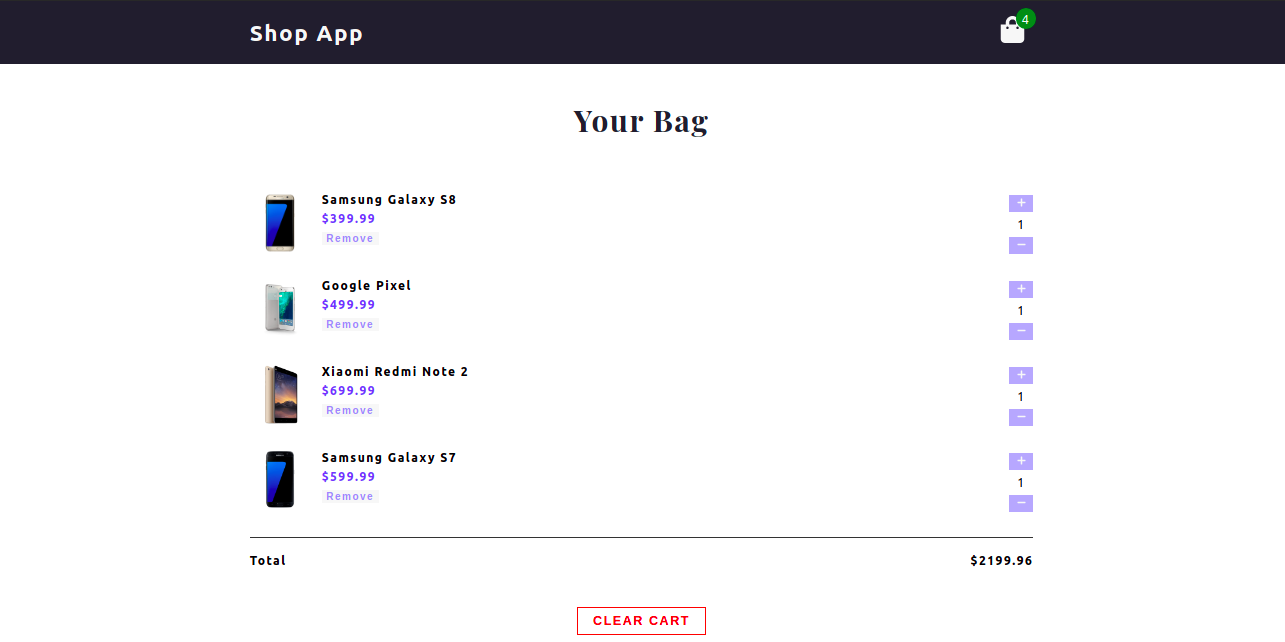 Shop App
4
Your Bag
Samsung Galaxy S8
$399.99
Remove
+
1
−
Google Pixel
$499.99
Remove
+
1
−
Xiaomi Redmi Note 2
$699.99
Remove
+
1
−
Samsung Galaxy S7
$599.99
Remove
+
1
−
Total $2199.96
CLEAR CART